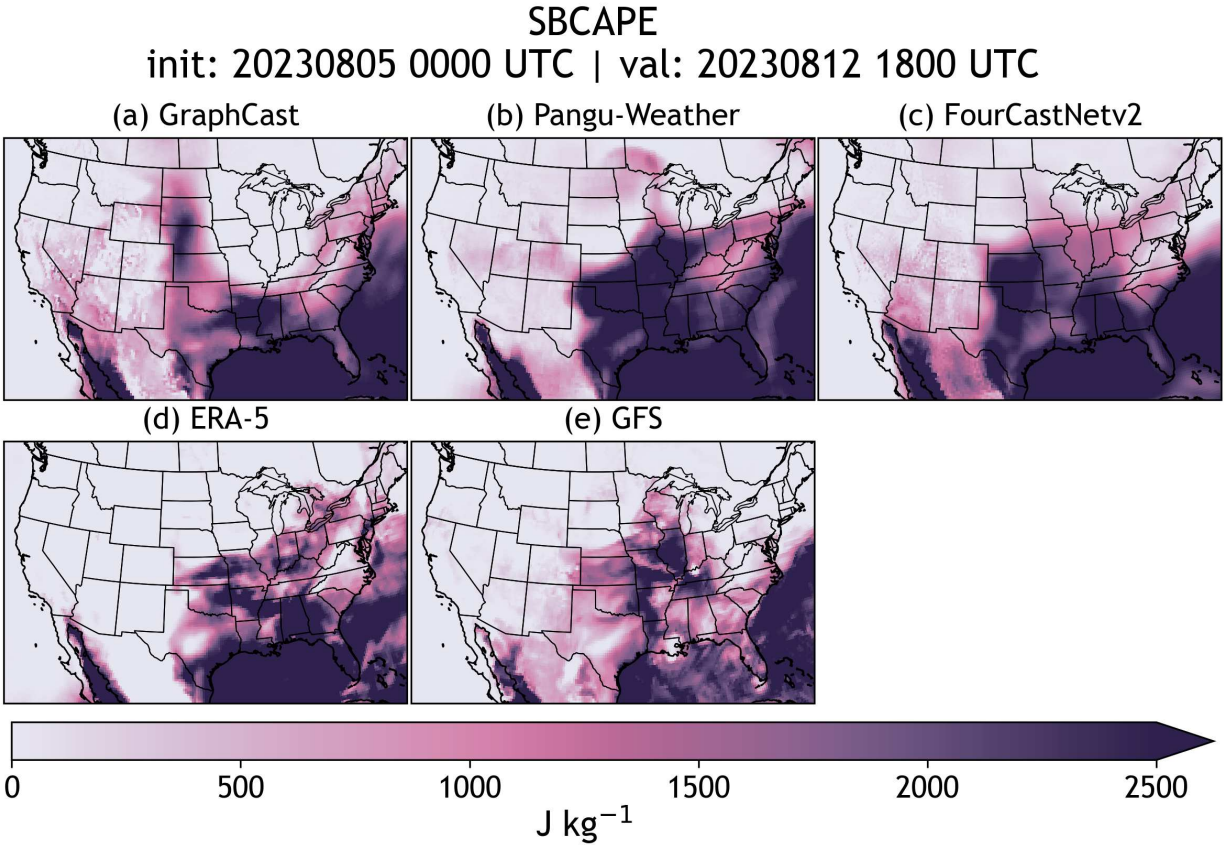 SBCAPE
init: 20230805 0000 UTC | val: 20230812 1800 UTC
(a) GraphCast
(b) Pangu-Weather
(c) FourCastNetv2
(d) ERA-5
(e) GFS
0 500 1000 1500 2000 2500
J kg⁻¹